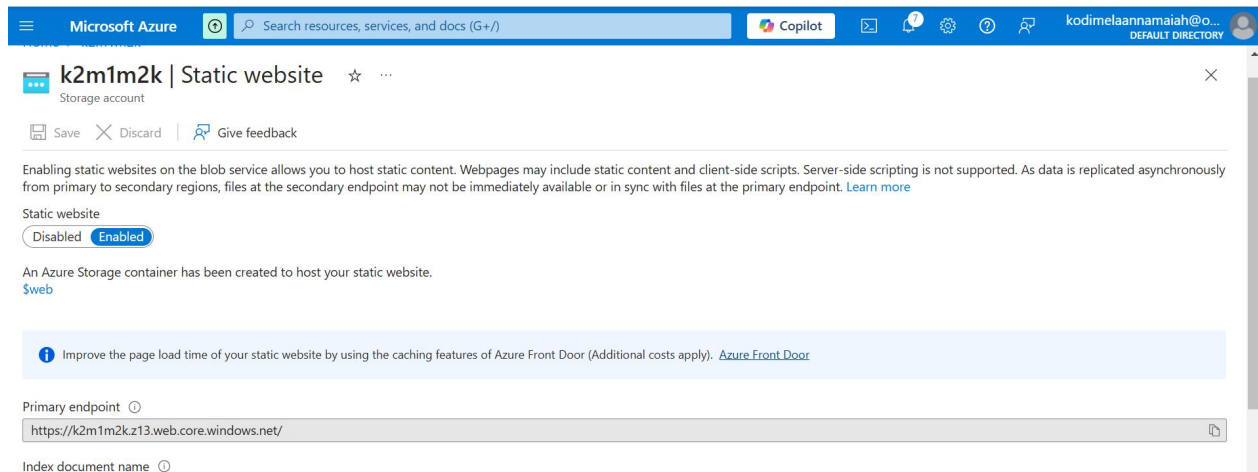 Microsoft Azure
Search resources, services, and docs (G+/)
Copilot
7
kodimelaannamaiah@o...
DEFAULT DIRECTORY
k2m1m2k | Static website
Storage account
Save Discard Give feedback
Enabling static websites on the blob service allows you to host static content. Webpages may include static content and client-side scripts. Server-side scripting is not supported. As data is replicated asynchronously
from primary to secondary regions, files at the secondary endpoint may not be immediately available or in sync with files at the primary endpoint. Learn more
Static website
Disabled Enabled
An Azure Storage container has been created to host your static website.
$web
Improve the page load time of your static website by using the caching features of Azure Front Door (Additional costs apply). Azure Front Door
Primary endpoint
https://k2m1m2k.z13.web.core.windows.net/
Index document name